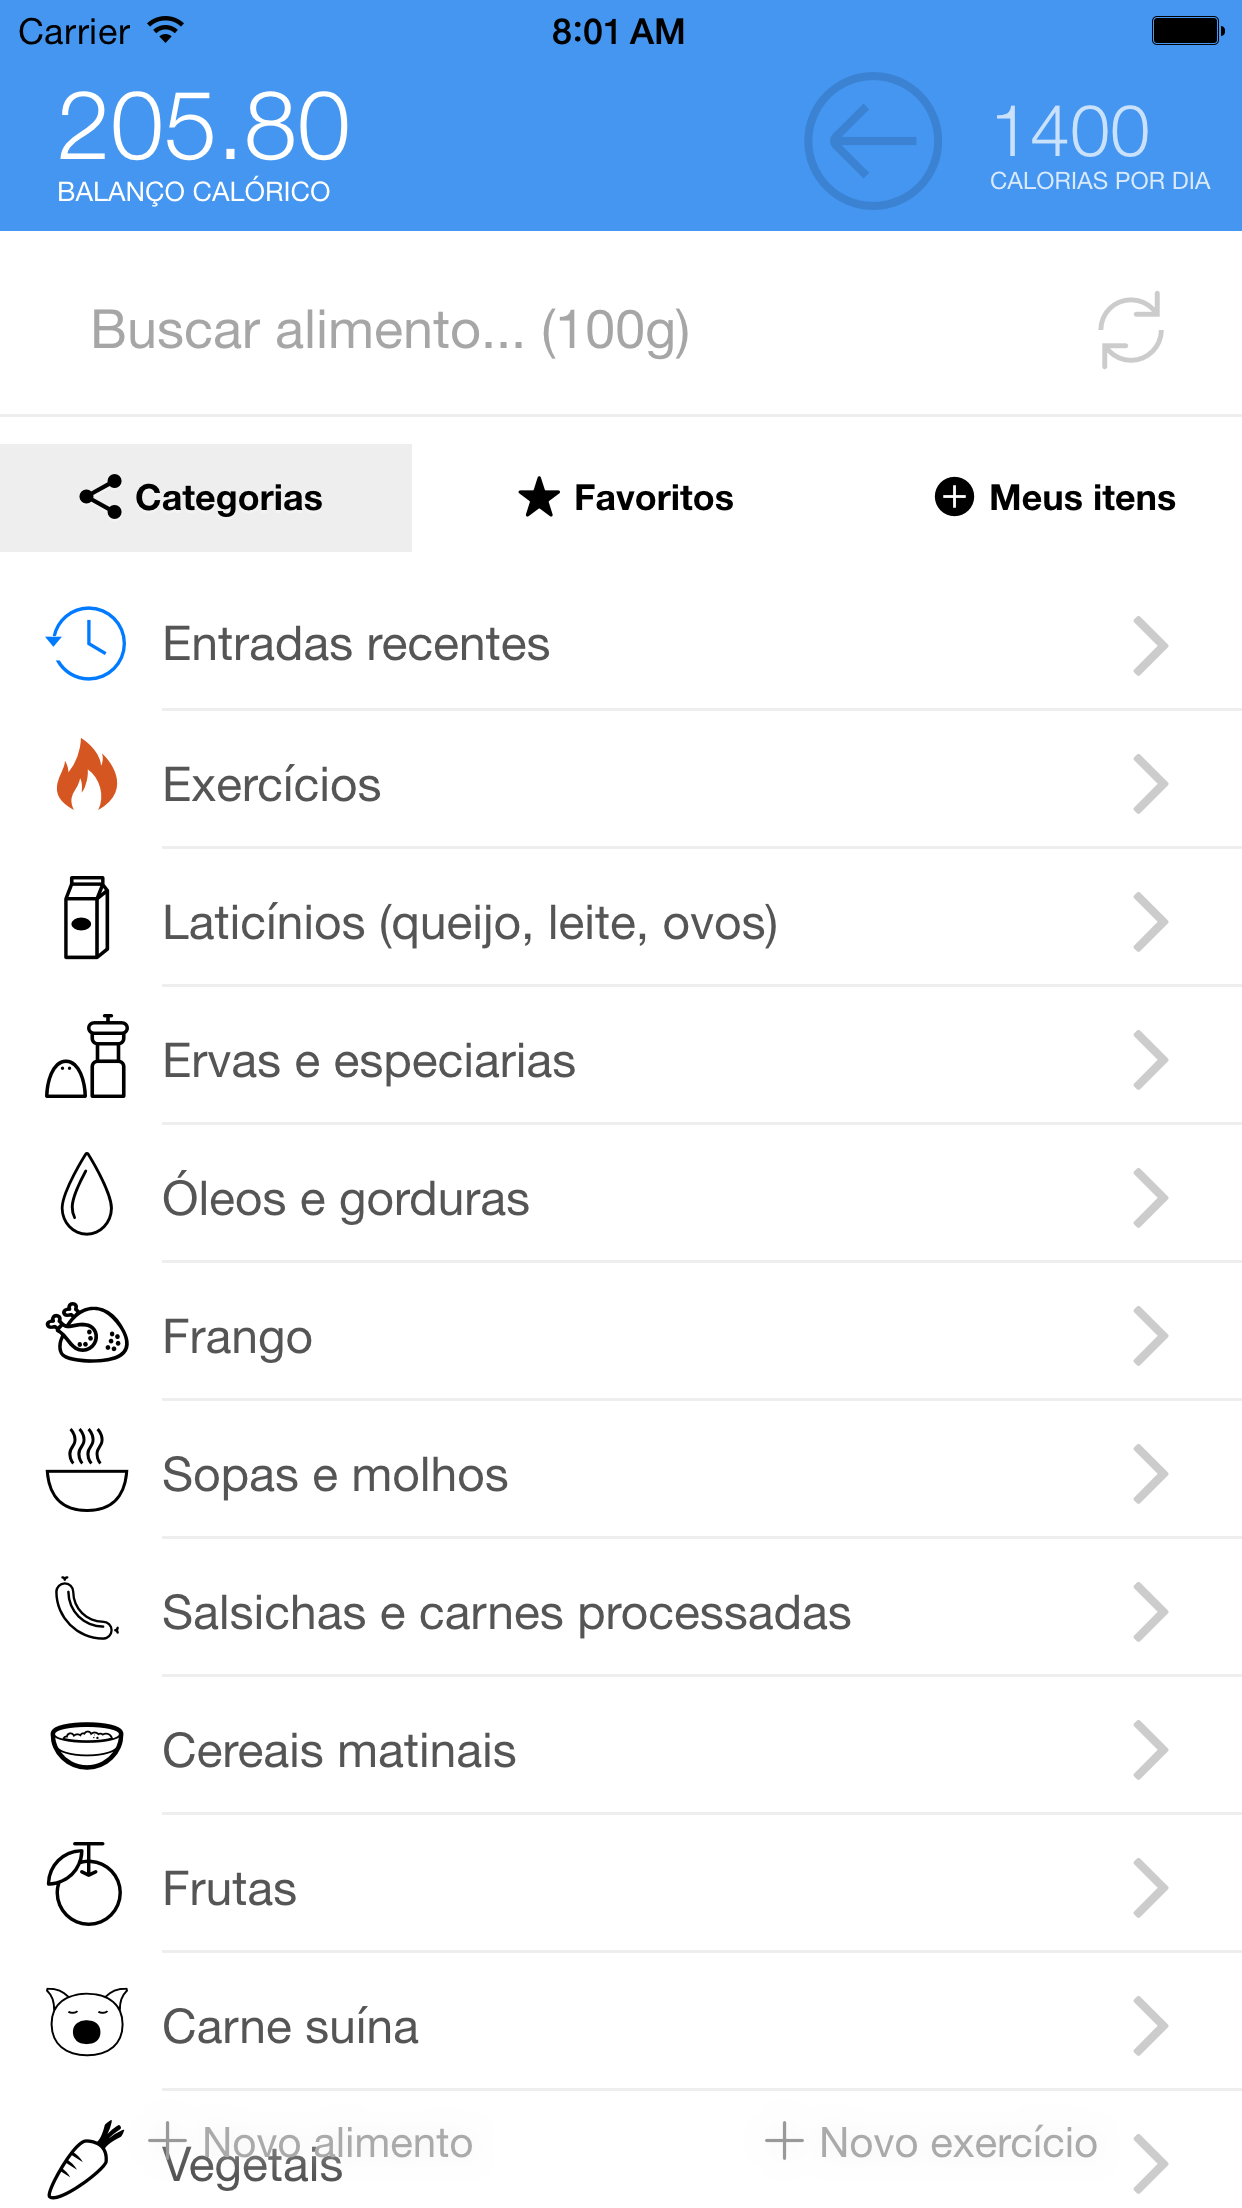 Carrier 8:01 AM
205.80 1400
BALANÇO CALÓRICO CALORIAS POR DIA
Buscar alimento... (100g)
Categorias Favoritos Meus itens
Entradas recentes
Exercícios
Laticínios (queijo, leite, ovos)
Ervas e especiarias
Óleos e gorduras
Frango
Sopas e molhos
Salsichas e carnes processadas
Cereais matinais
Frutas
Carne suína
Novo alimento Novo exercício
Vegetais